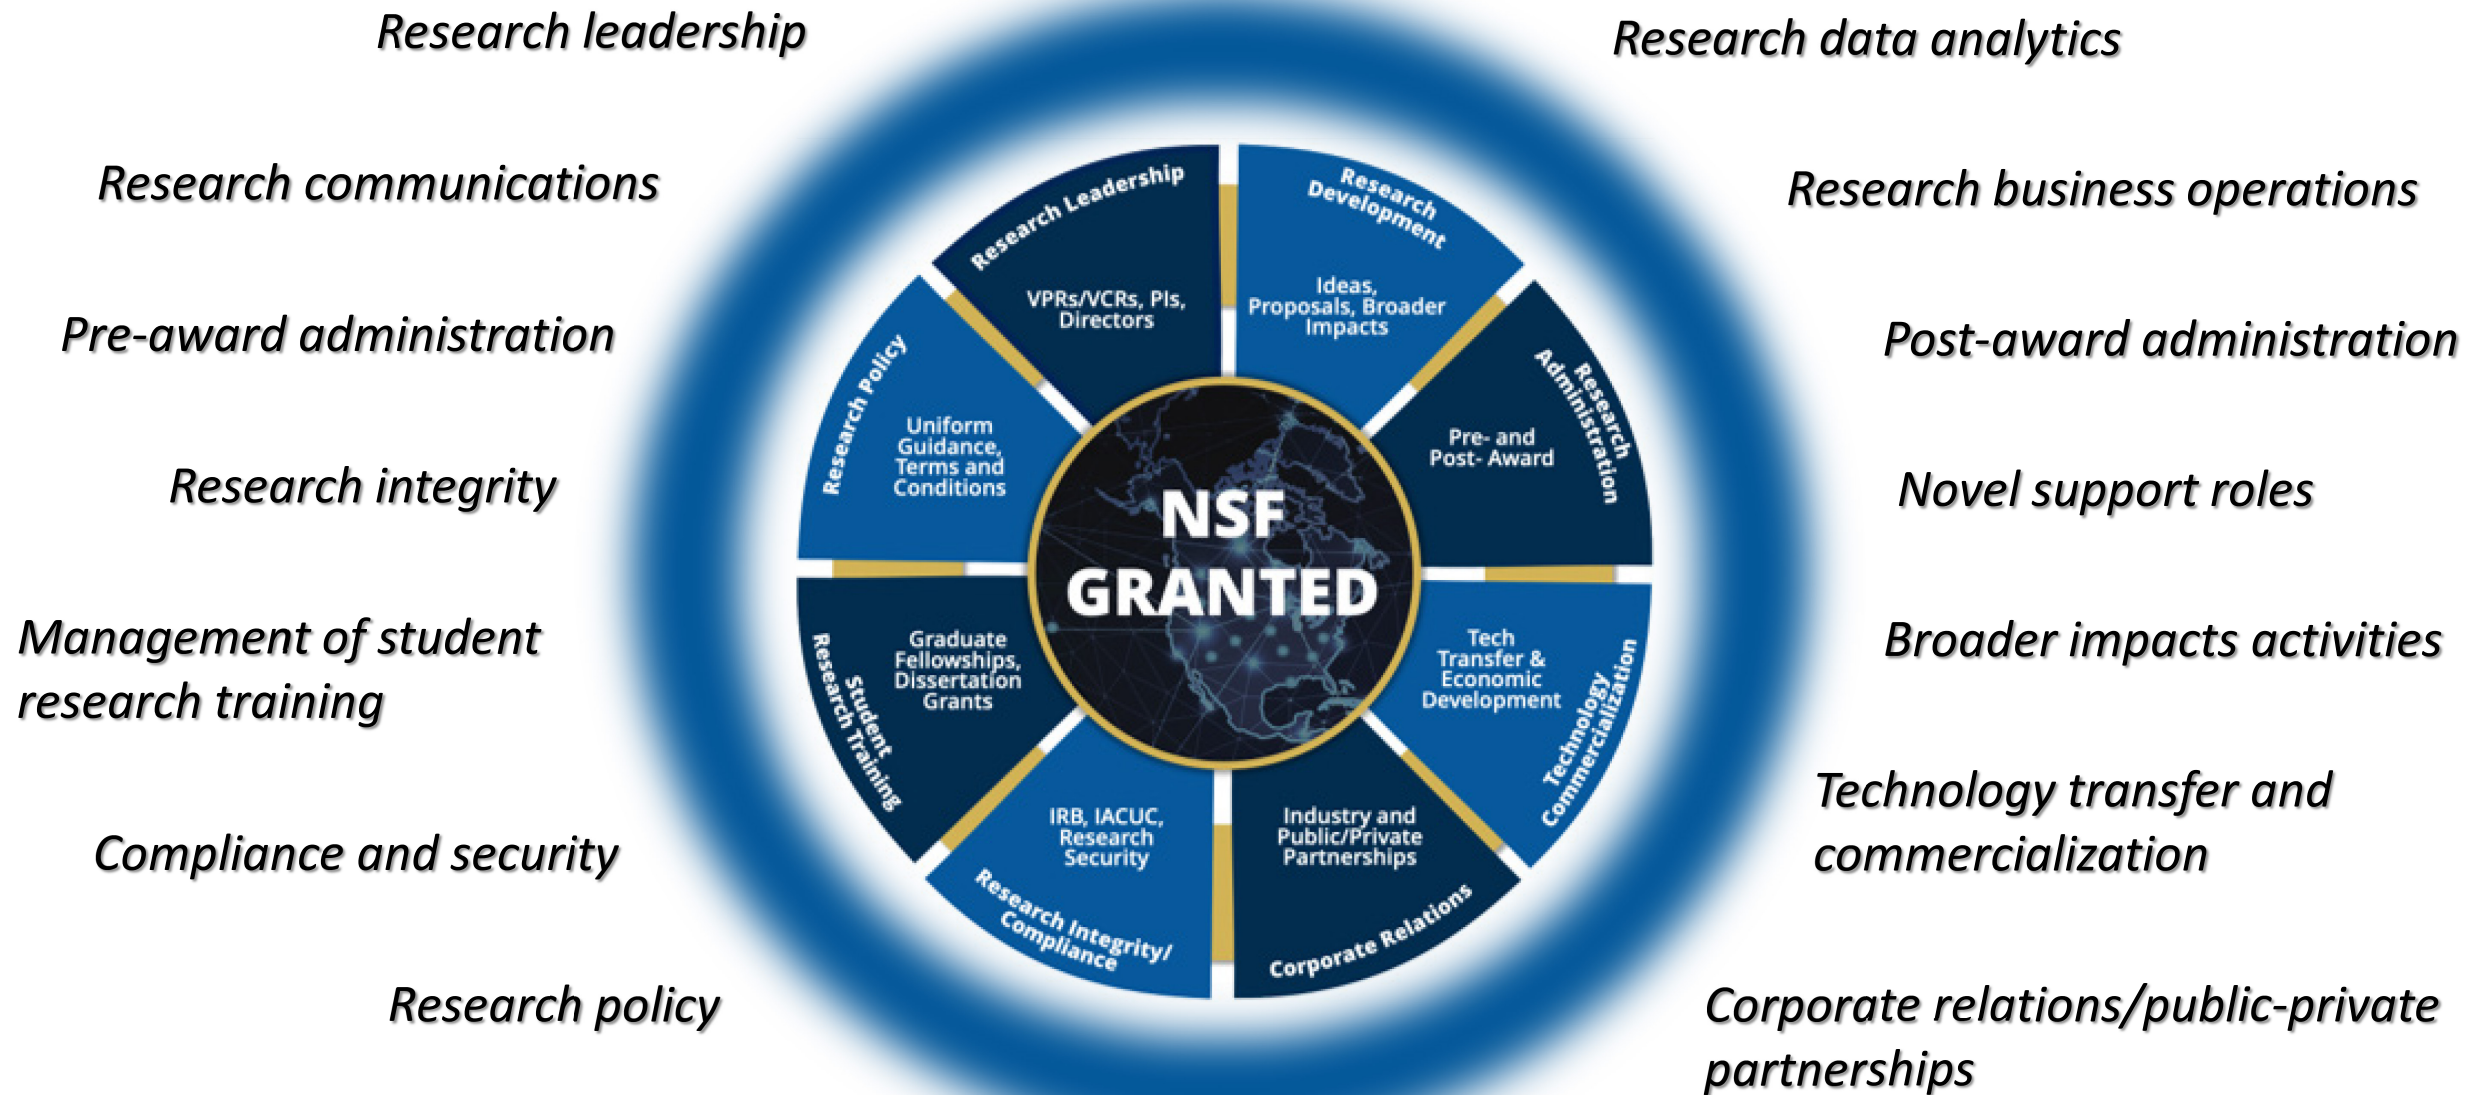 Research leadership
Research communications
Pre-award administration
Research integrity
Management of student
research training
Compliance and security
Research policy
Research Leadership
VPRs/VCRs, PIs,
Directors
Research
Development
Ideas,
Proposals, Broader
Impacts
Research
Administration
Pre- and
Post- Award
Technology
Commercialization
Tech
Transfer &
Economic
Development
Corporate Relations
Industry and
Public/Private
Partnerships
Research Integrity/
Compliance
IRB, IACUC,
Research
Security
Student
Research Training
Graduate
Fellowships,
Dissertation
Grants
Research Policy
Uniform
Guidance,
Terms and
Conditions
NSF
GRANTED
Research data analytics
Research business operations
Post-award administration
Novel support roles
Broader impacts activities
Technology transfer and
commercialization
Corporate relations/public-private
partnerships